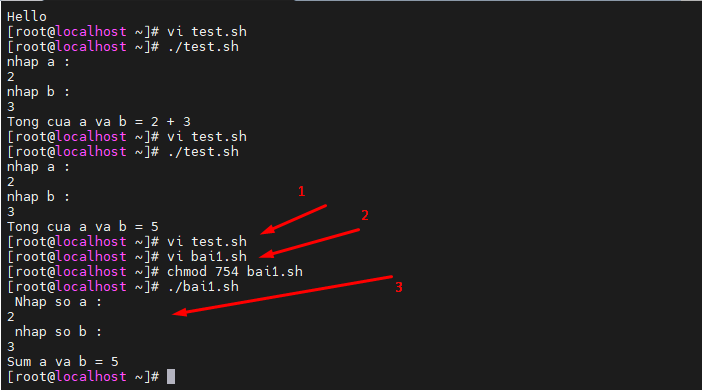 Hello
[root@localhost ~]# vi test.sh
[root@localhost ~]# ./test.sh
nhap a :
2
nhap b :
3
Tong cua a va b = 2 + 3
[root@localhost ~]# vi test.sh
[root@localhost ~]# ./test.sh
nhap a :
2
nhap b :
3
1
Tong cua a va b = 5
2
[root@localhost ~]# vi test.sh
[root@localhost ~]# vi bai1.sh
[root@localhost ~]# chmod 754 bai1.sh
[root@localhost ~]# ./bai1.sh
3
 Nhap so a :
2
 nhap so b :
3
Sum a va b = 5
[root@localhost ~]#